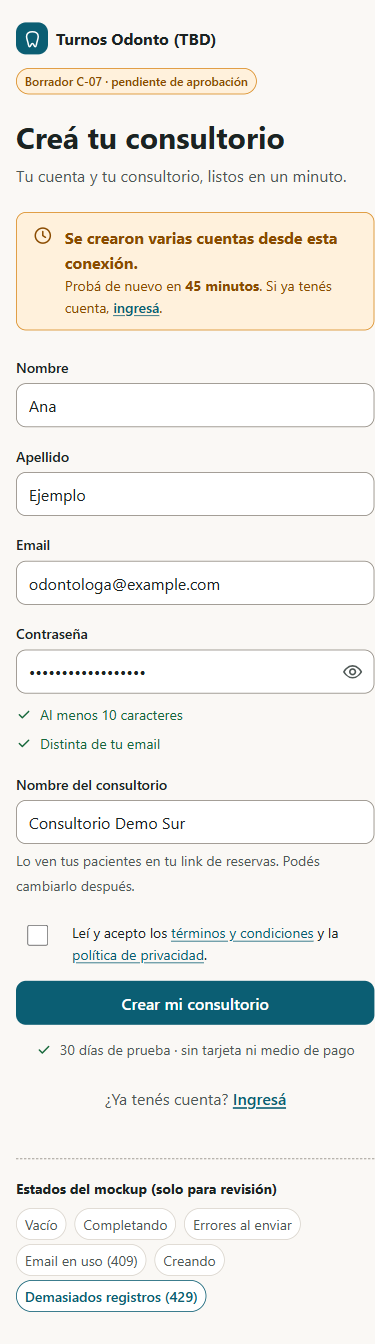 Turnos Odonto (TBD)
Borrador C-07 · pendiente de aprobación
Creá tu consultorio
Tu cuenta y tu consultorio, listos en un minuto.
Se crearon varias cuentas desde esta
conexión.
Probá de nuevo en 45 minutos. Si ya tenés
cuenta, ingresá.
Nombre
Ana
Apellido
Ejemplo
Email
odontologa@example.com
Contraseña
••••••••••••••••••
Al menos 10 caracteres
Distinta de tu email
Nombre del consultorio
Consultorio Demo Sur
Lo ven tus pacientes en tu link de reservas. Podés
cambiarlo después.
Leí y acepto los términos y condiciones y la
política de privacidad.
Crear mi consultorio
30 días de prueba · sin tarjeta ni medio de pago
¿Ya tenés cuenta? Ingresá
Estados del mockup (solo para revisión)
Vacío Completando Errores al enviar
Email en uso (409) Creando
Demasiados registros (429)